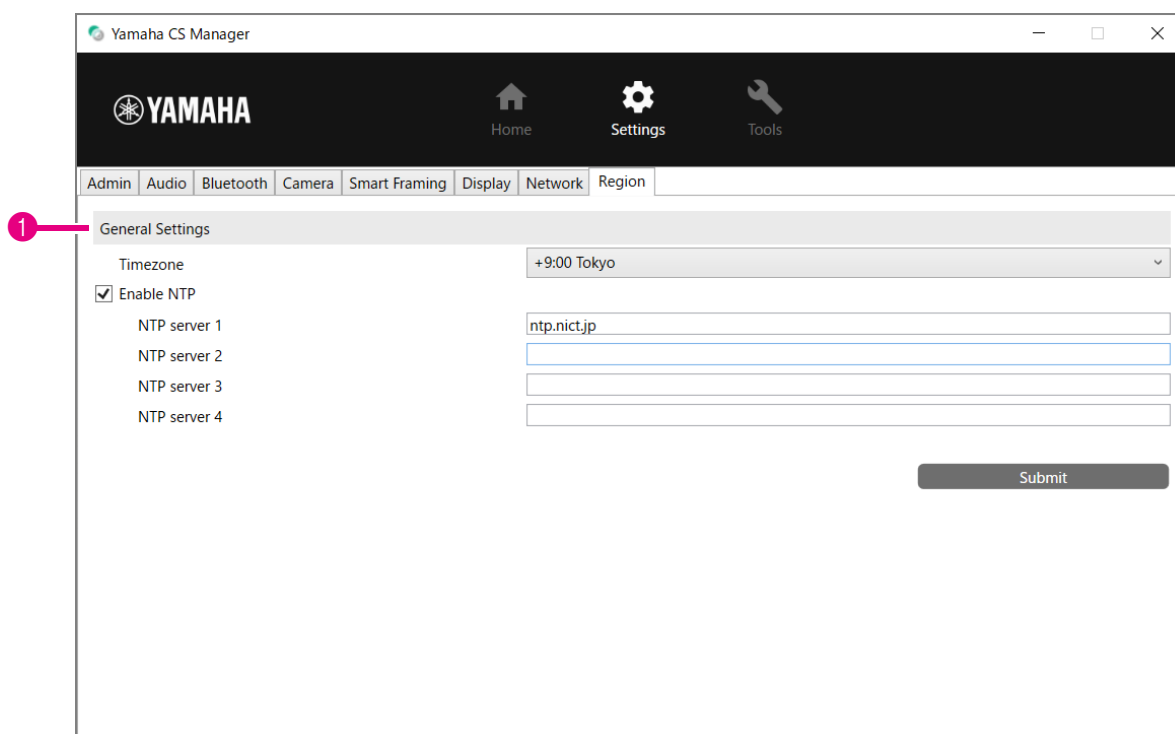 Yamaha CS Manager
YAMAHA
Home Settings Tools
Admin Audio Bluetooth Camera Smart Framing Display Network Region
1
General Settings
Timezone +9:00 Tokyo
Enable NTP
NTP server 1 ntp.nict.jp
NTP server 2
NTP server 3
NTP server 4
Submit